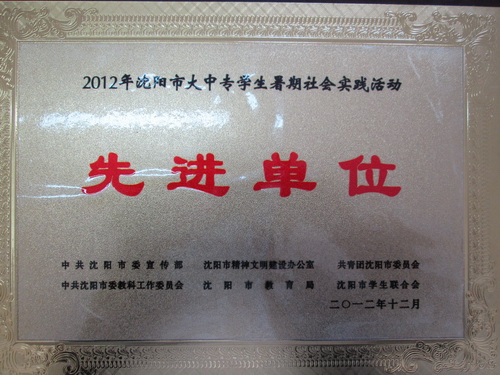 2012年沈阳市大中专学生暑期社会实践活动
先进单位
中共沈阳市委宣传部 沈阳市精神文明建设办公室 共青团沈阳市委员会
中共沈阳市委教科工作委员会 沈阳市教育局 沈阳市学生联合会
二〇一二年十二月